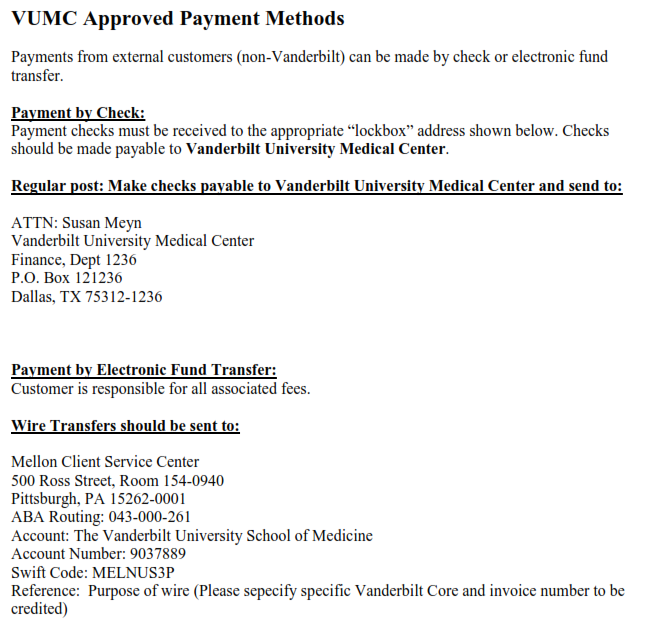 VUMC Approved Payment Methods
Payments from external customers (non-Vanderbilt) can be made by check or electronic fund
transfer.
Payment by Check:
Payment checks must be received to the appropriate “lockbox” address shown below. Checks
should be made payable to Vanderbilt University Medical Center.
Regular post: Make checks payable to Vanderbilt University Medical Center and send to:
ATTN: Susan Meyn
Vanderbilt University Medical Center
Finance, Dept 1236
P.O. Box 121236
Dallas, TX 75312-1236
Payment by Electronic Fund Transfer:
Customer is responsible for all associated fees.
Wire Transfers should be sent to:
Mellon Client Service Center
500 Ross Street, Room 154-0940
Pittsburgh, PA 15262-0001
ABA Routing: 043-000-261
Account: The Vanderbilt University School of Medicine
Account Number: 9037889
Swift Code: MELNUS3P
Reference:  Purpose of wire (Please sepecify specific Vanderbilt Core and invoice number to be
credited)